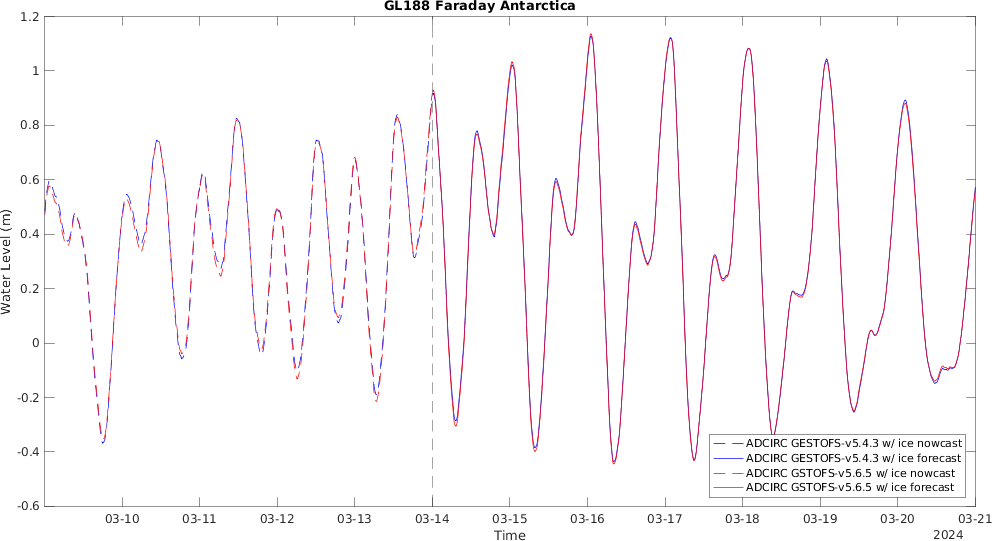 GL188 Faraday Antarctica
1.2
1
0.8
0.6
0.4
0.2
0
-0.2
-0.4
-0.6
Water Level (m)
ADCIRC GESTOFS-v5.4.3 w/ ice nowcast
ADCIRC GESTOFS-v5.4.3 w/ ice forecast
ADCIRC GSTOFS-v5.6.5 w/ ice nowcast
ADCIRC GSTOFS-v5.6.5 w/ ice forecast
03-10 03-11 03-12 03-13 03-14 03-15 03-16 03-17 03-18 03-19 03-20 03-21
Time
2024